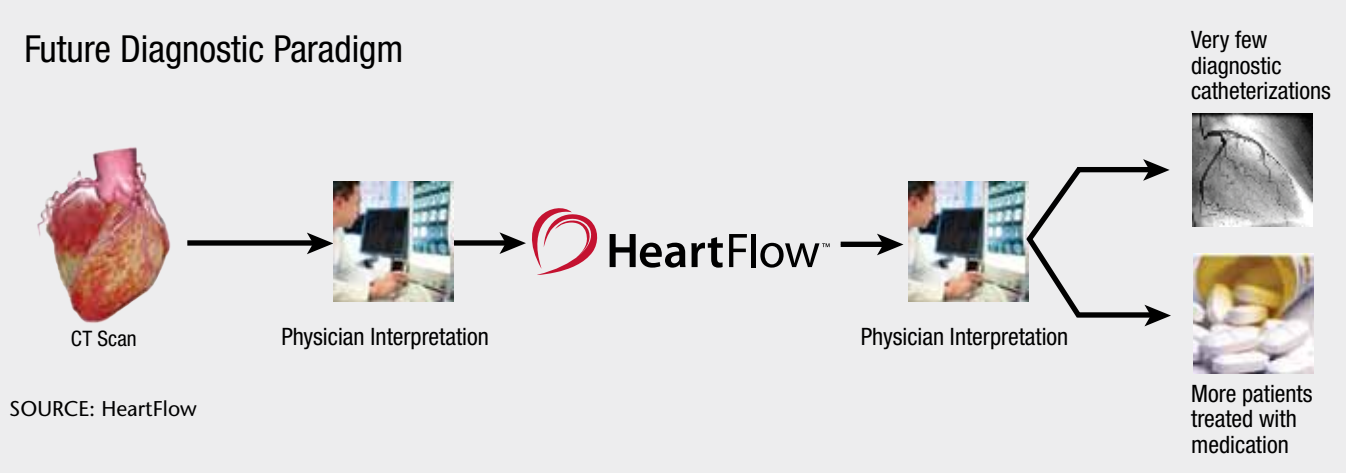 Future Diagnostic Paradigm
Very few
diagnostic
catheterizations
HeartFlow™
CT Scan
Physician Interpretation
Physician Interpretation
More patients
treated with
medication
SOURCE: HeartFlow